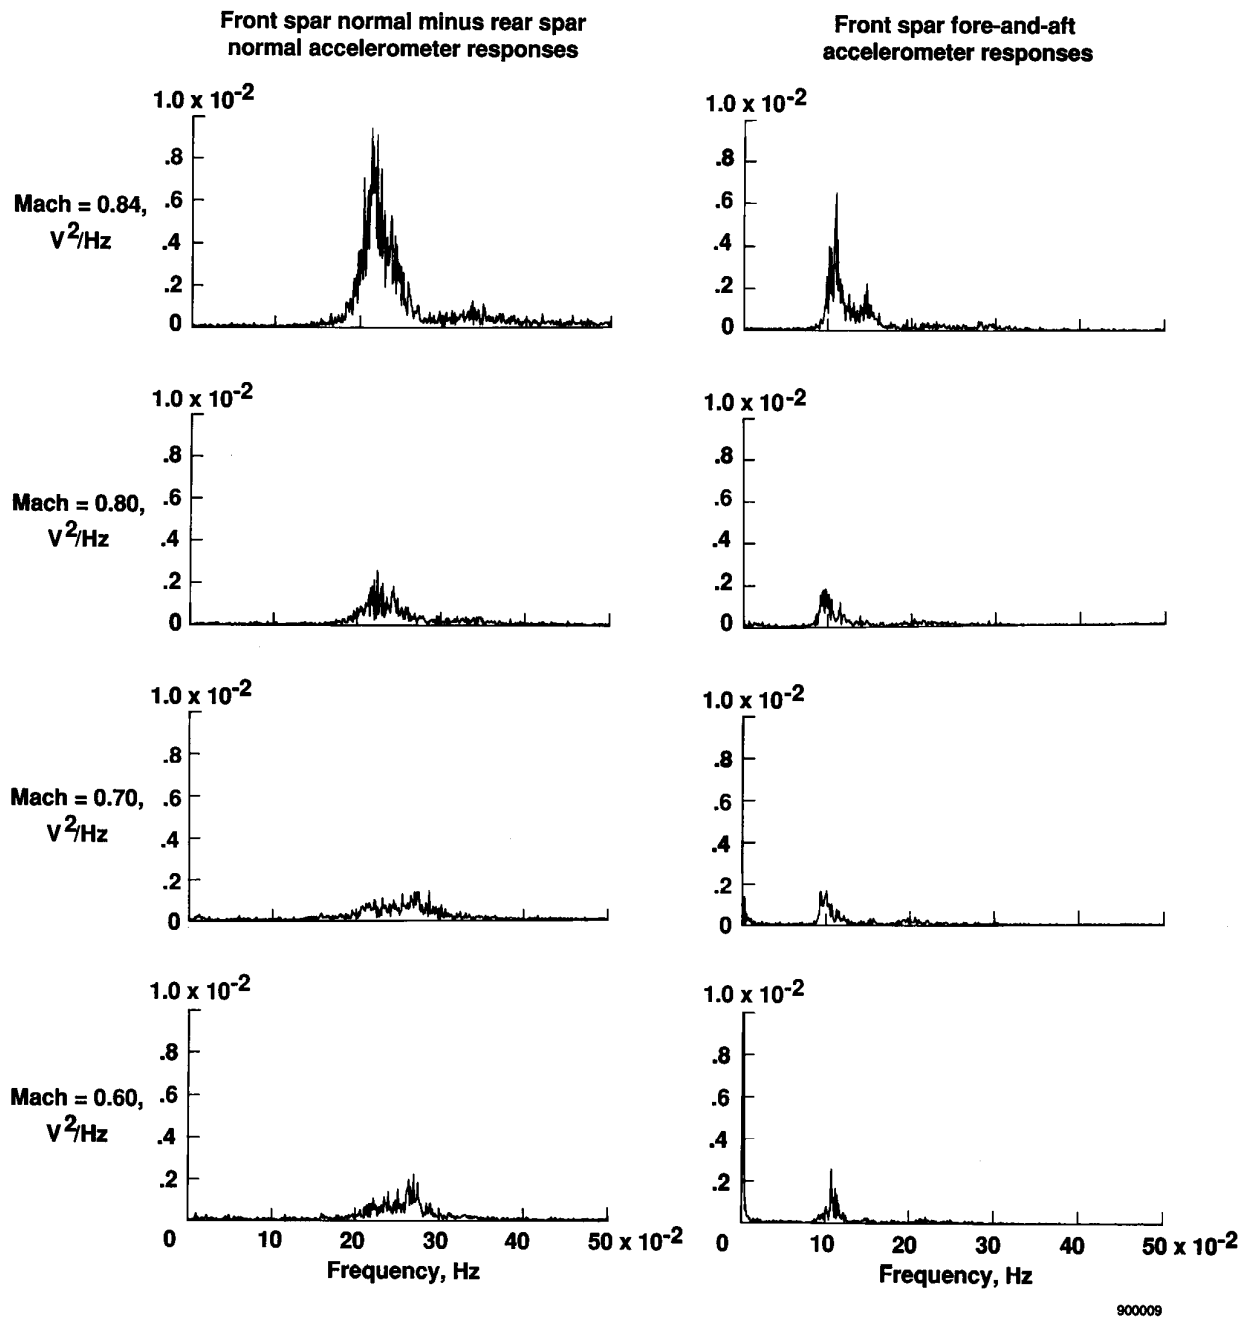 Front spar normal minus rear spar
normal accelerometer responses
Front spar fore-and-aft
accelerometer responses
1.0 x 10-2
.8
Mach = 0.84, .6
V2/Hz
.4
.2
0
1.0 x 10-2
.8
.6
.4
.2
0
1.0 x 10-2
.8
Mach = 0.80, .6
V2/Hz
.4
.2
0
1.0 x 10-2
.8
.6
.4
.2
0
1.0 x 10-2
.8
Mach = 0.70, .6
V2/Hz
.4
.2
0
1.0 x 10-2
.8
.6
.4
.2
0
1.0 x 10-2
.8
Mach = 0.60, .6
V2/Hz
.4
.2
0 10 20 30 40 50 x 10-2
Frequency, Hz
1.0 x 10-2
.8
.6
.4
.2
0 10 20 30 40 50 x 10-2
Frequency, Hz
900009